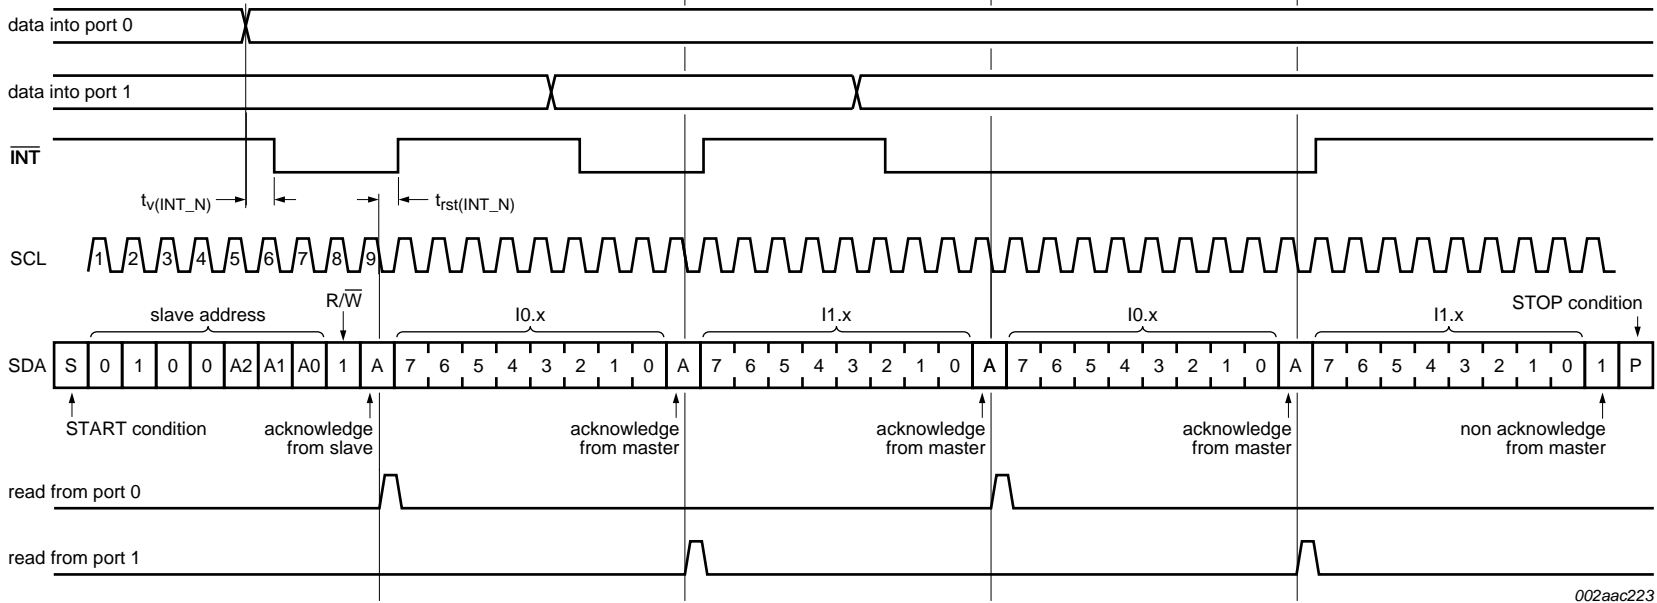 data into port 0
data into port 1
INT
tv(INT_N) trst(INT_N)
SCL 1 2 3 4 5 6 7 8 9
R/W STOP condition
slave address I0.x I1.x I0.x I1.x
SDA S 0 1 0 0 A2 A1 A0 1 A 7 6 5 4 3 2 1 0 A 7 6 5 4 3 2 1 0 A 7 6 5 4 3 2 1 0 A 7 6 5 4 3 2 1 0 1 P
START condition acknowledge acknowledge acknowledge acknowledge non acknowledge
from slave from master from master from master from master
read from port 0
read from port 1
002aac223